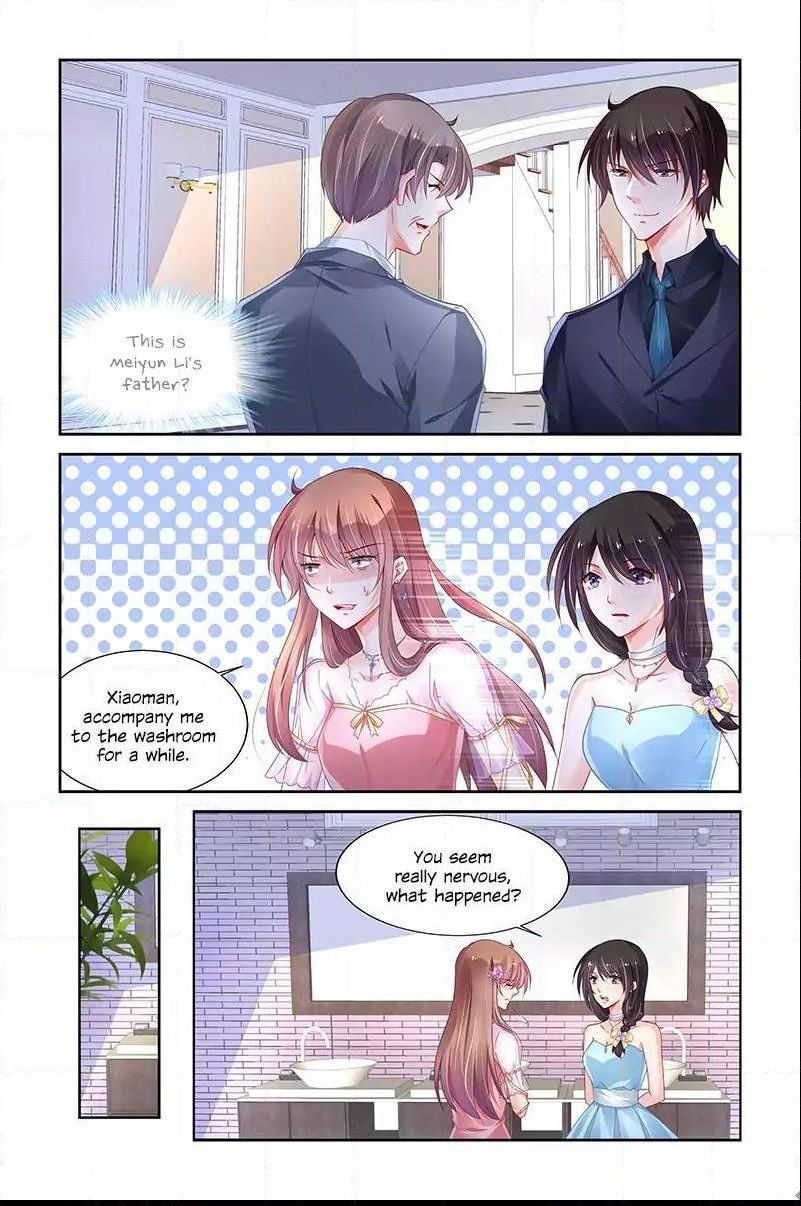 This is
Meiyun Li's
father?
Xiaoman,
accompany me
to the washroom
for a while.
You seem
really nervous,
what happened?